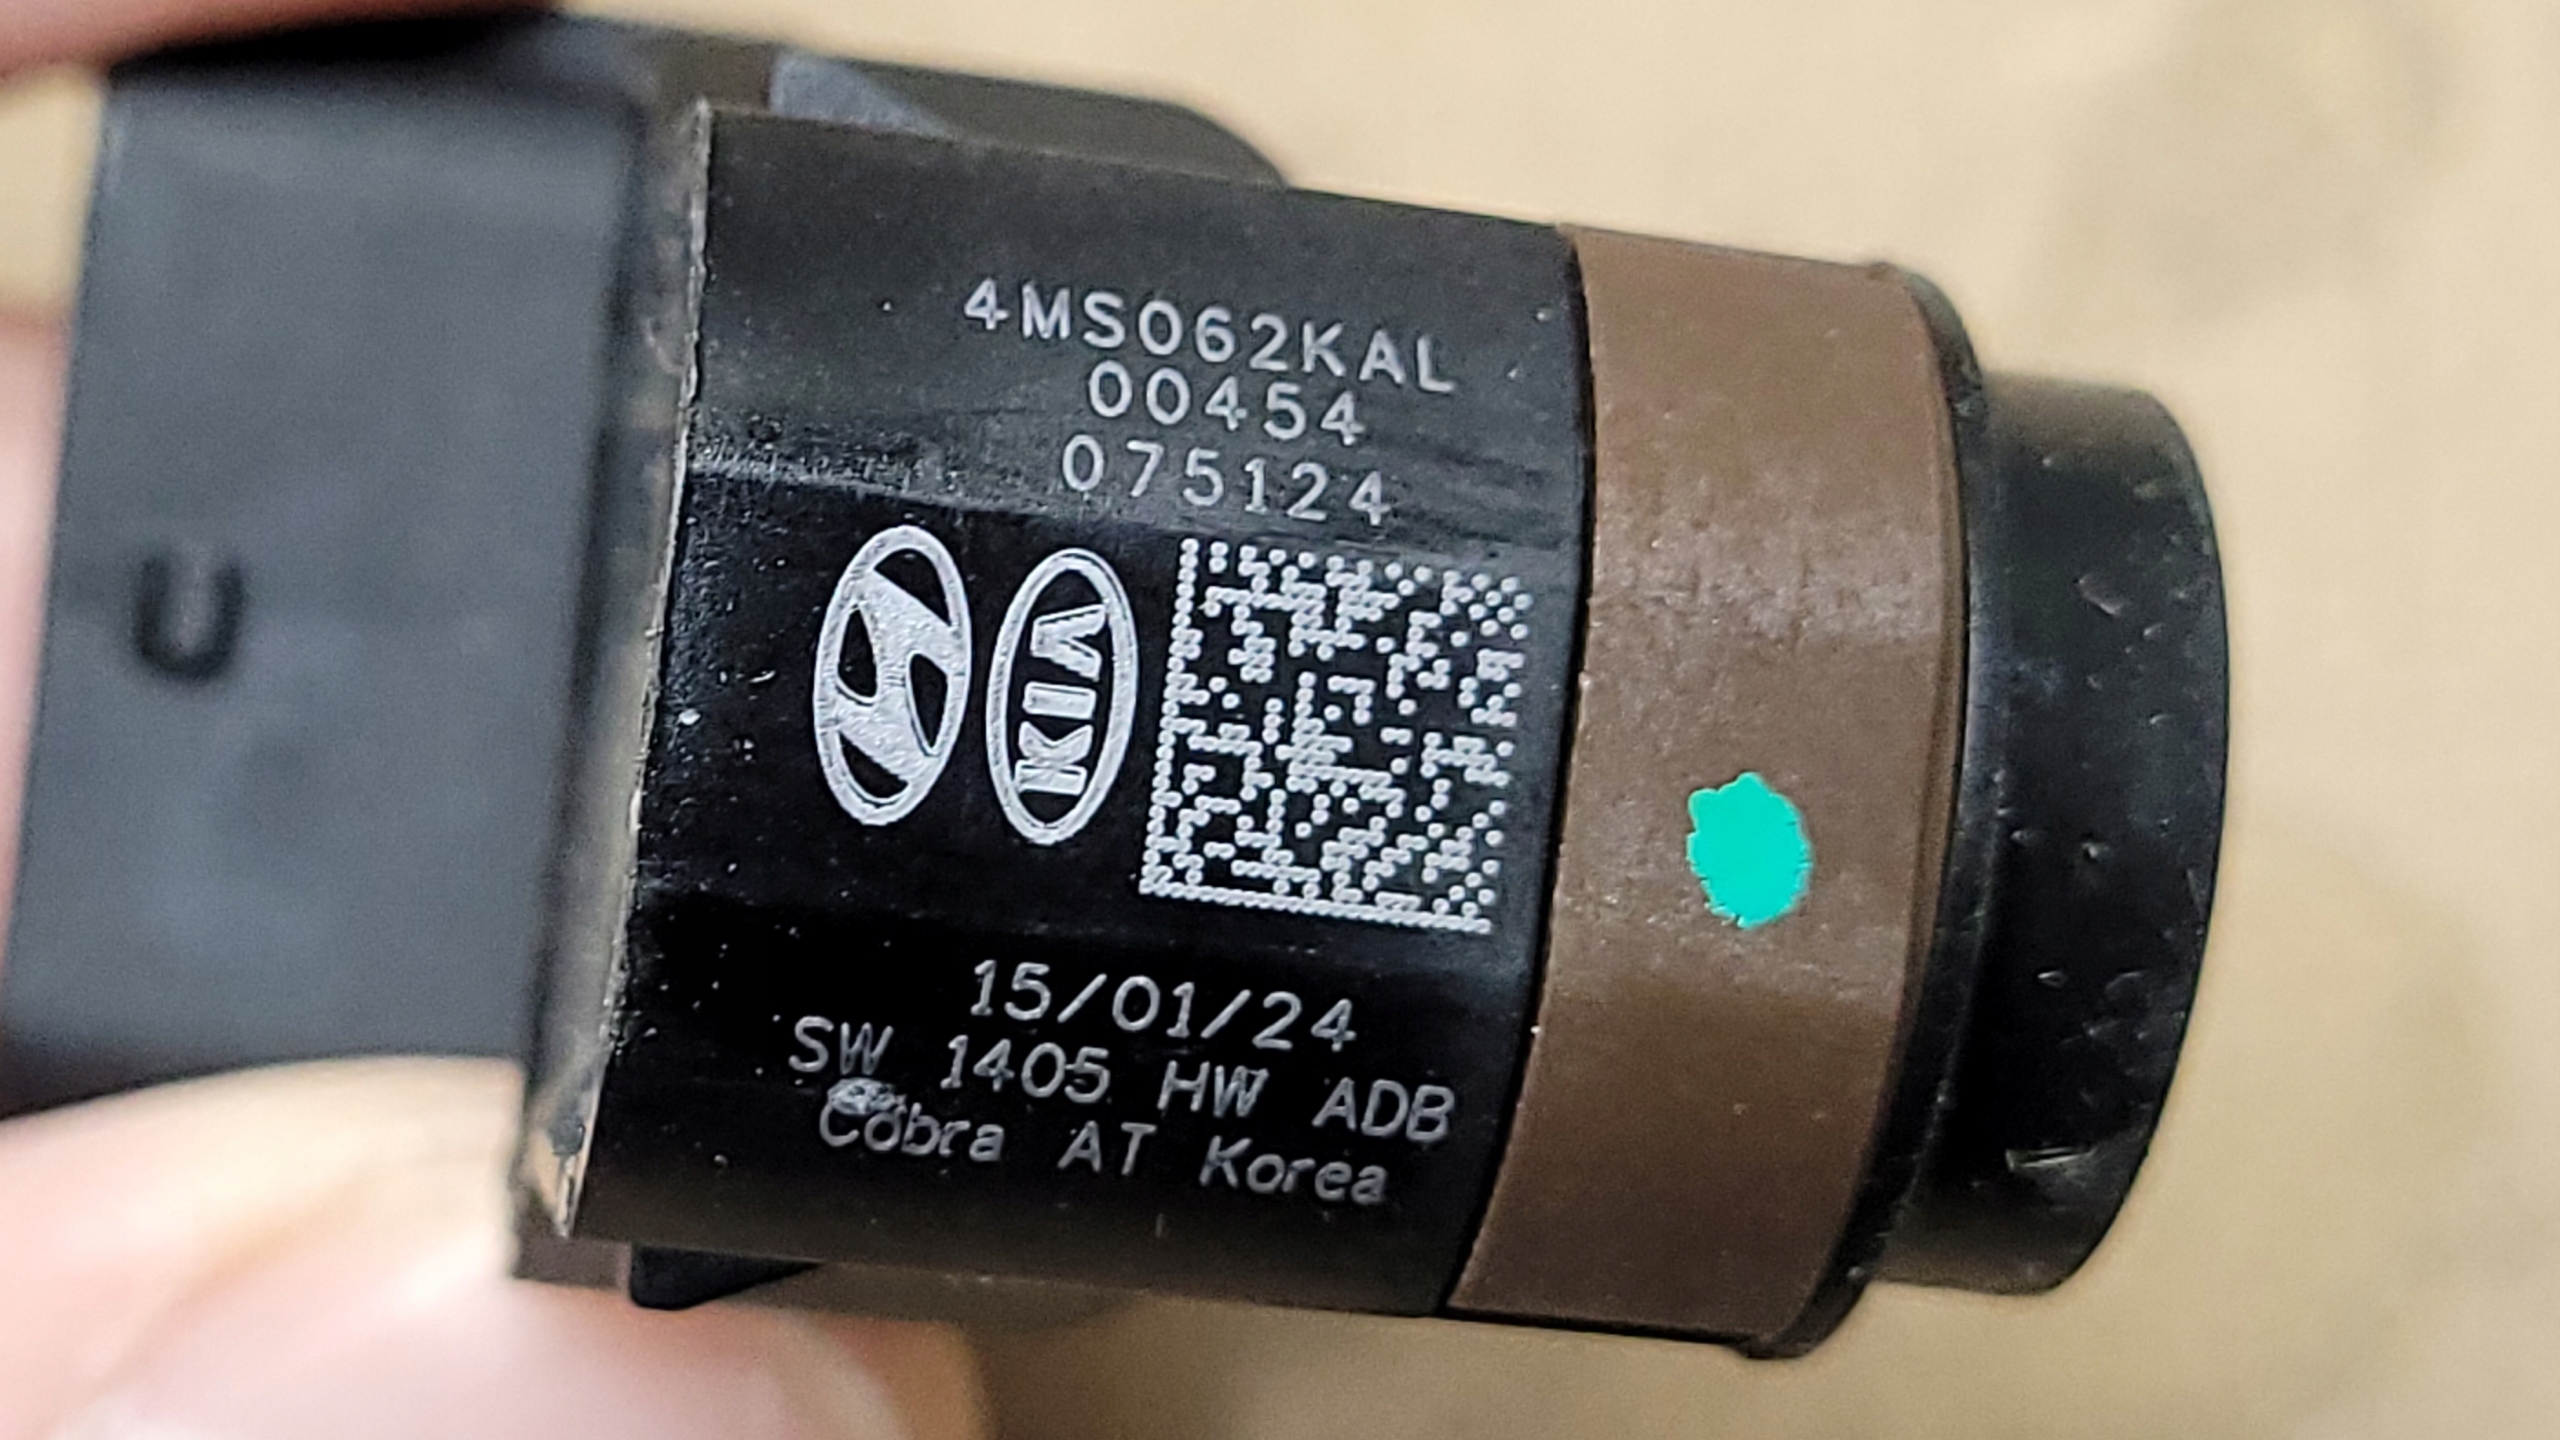 4MS062KAL
00454
075124
KIA
15/01/24
SW 1405 HW ADB
Cobra AT Korea